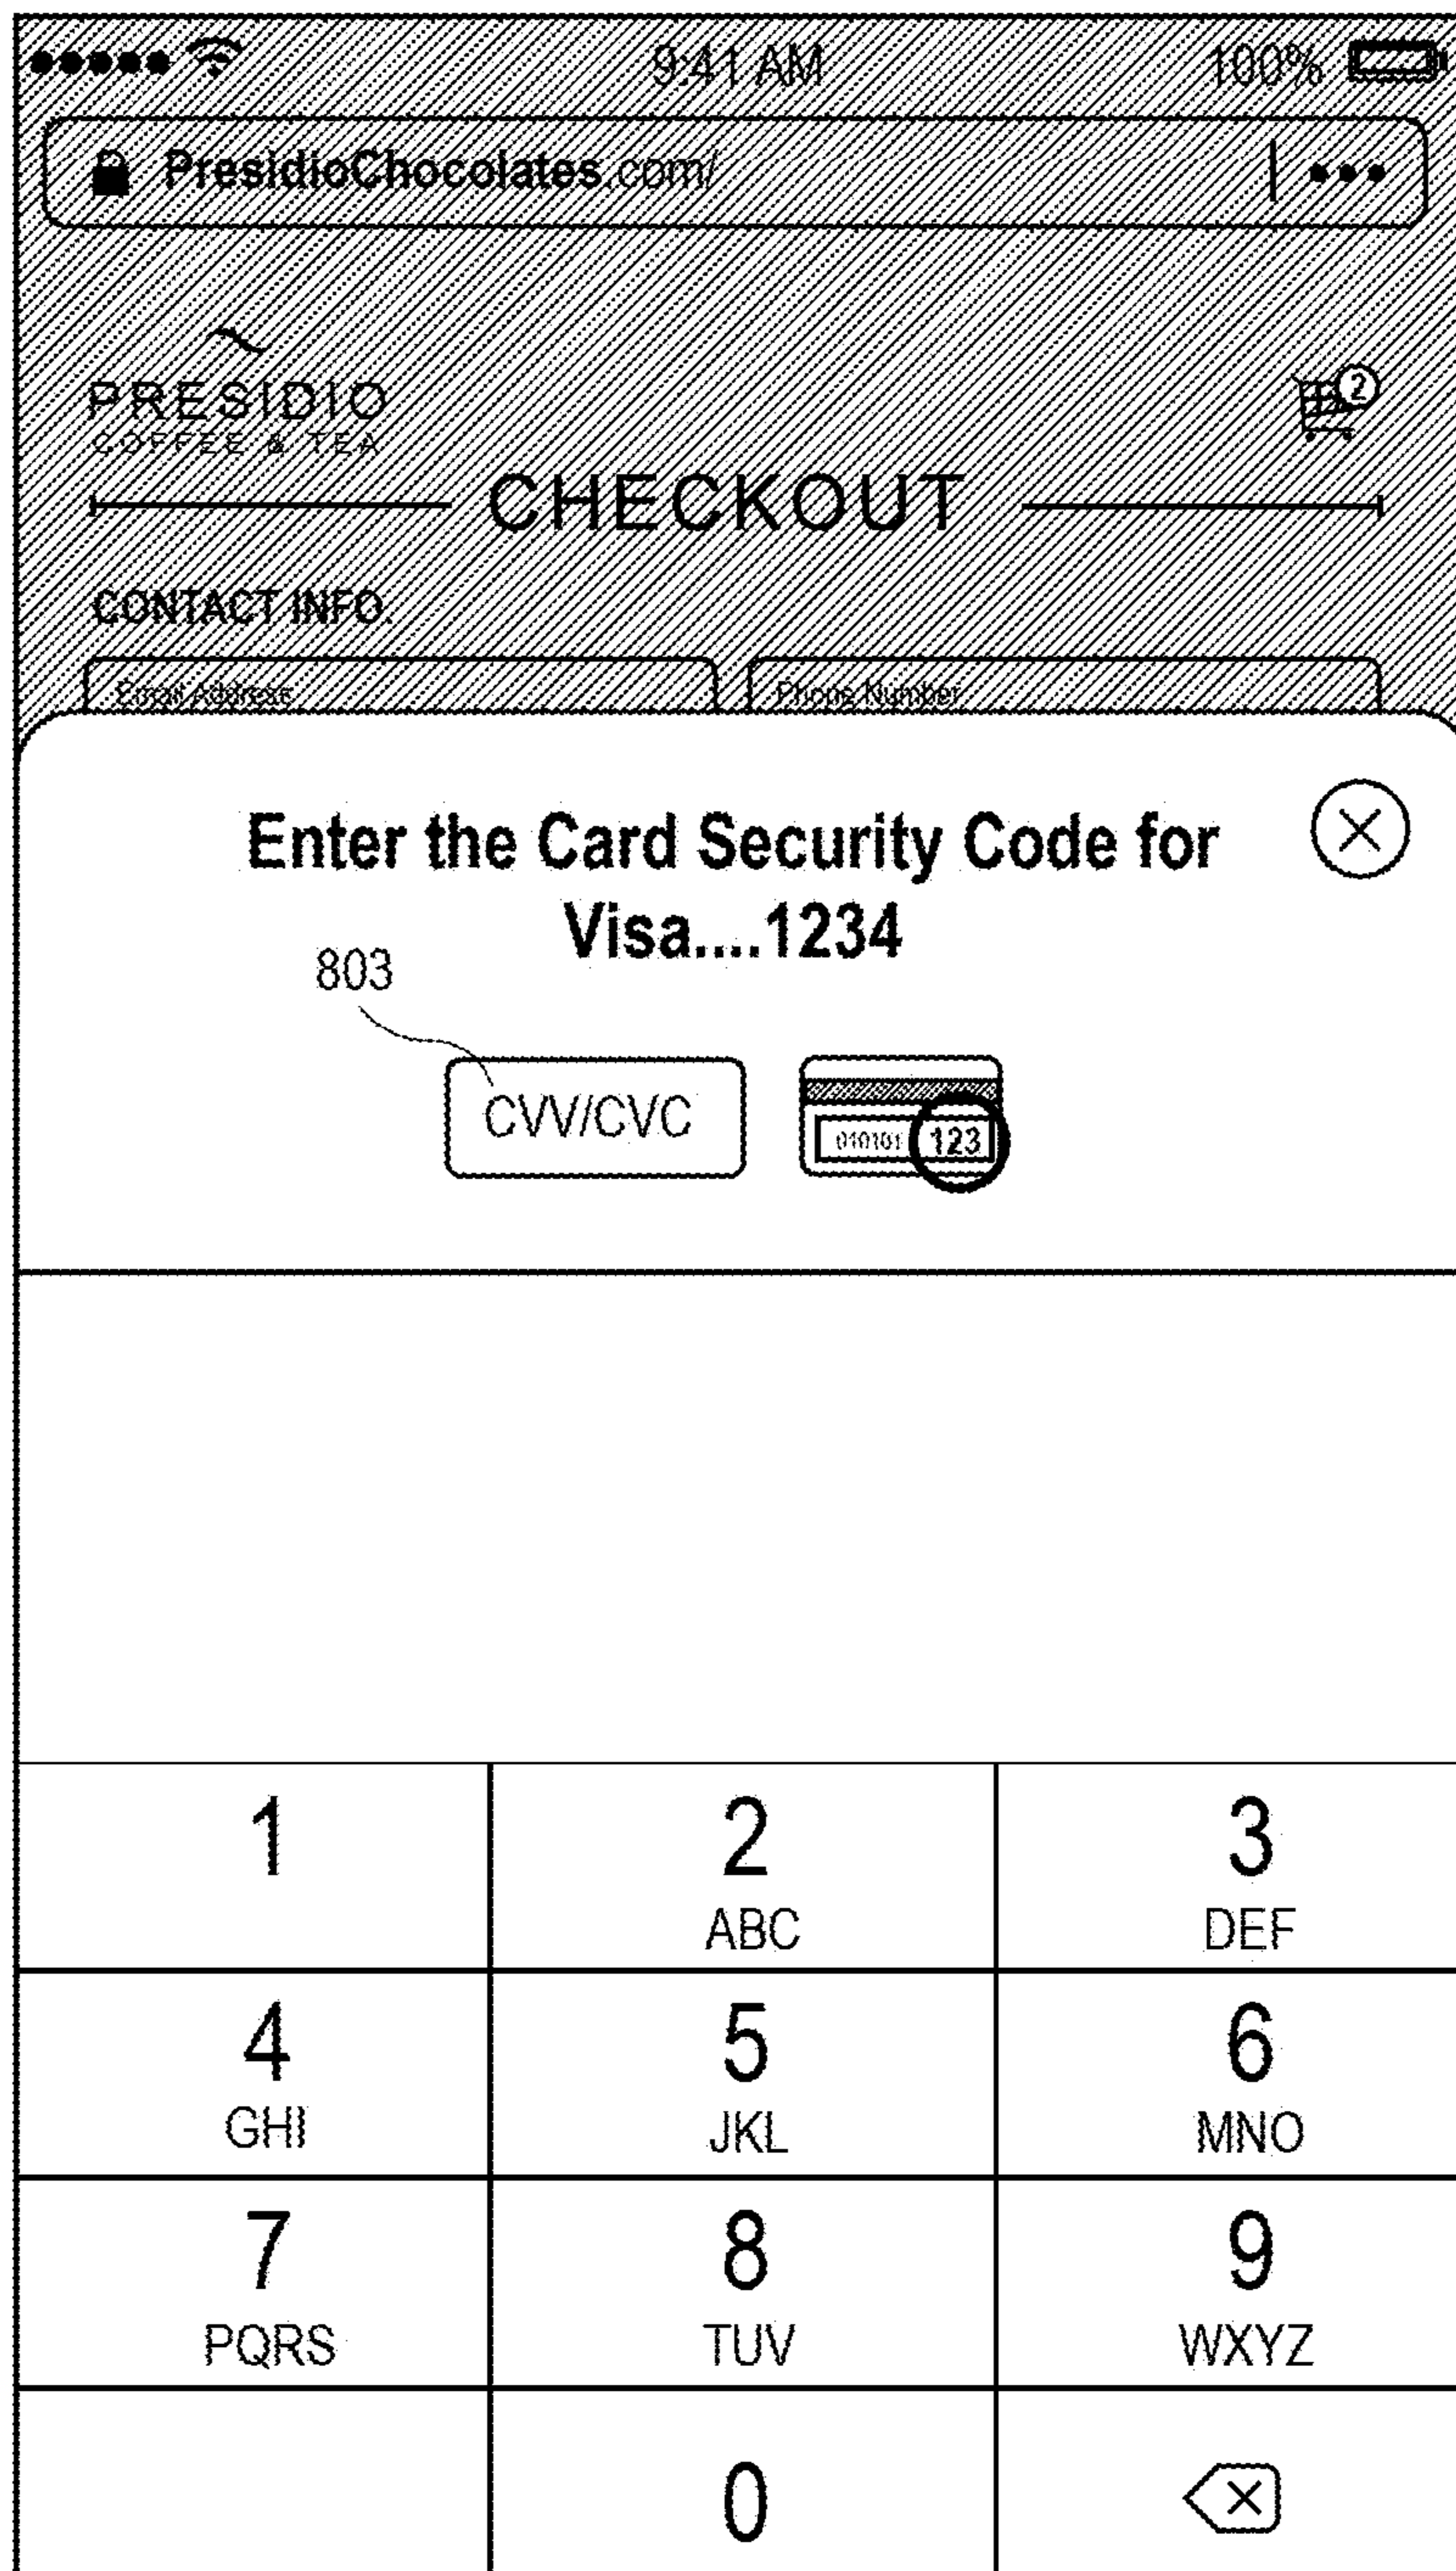 9:41 AM 100%
PresidioChocolates.com/
2
PRESIDIO
COFFEE & TEA
CHECKOUT
CONTACT INFO.
Email Address Phone Number
Enter the Card Security Code for
Visa....1234
803
CVV/CVC
010101 123
1 2 3
ABC DEF
4 5 6
GHI JKL MNO
7 8 9
PQRS TUV WXYZ
0